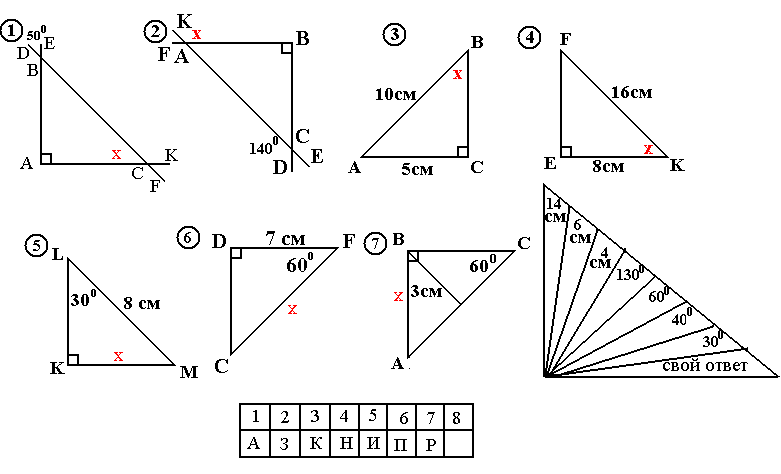 1
50⁰
E
D
B
A
x
C
K
F
2
K
x
F
A
B
C
140⁰
D
E
3
B
x
10см
A
5см
C
4
F
16см
x
E
8см
K
5
L
30⁰
8 см
x
K
M
6
D
7 см
F
60⁰
x
C
7
B
C
60⁰
x
3см
A
14 см
6 см
4 см
130⁰
60⁰
40⁰
30⁰
свой ответ
1 2 3 4 5 6 7 8
А З К Н И П Р